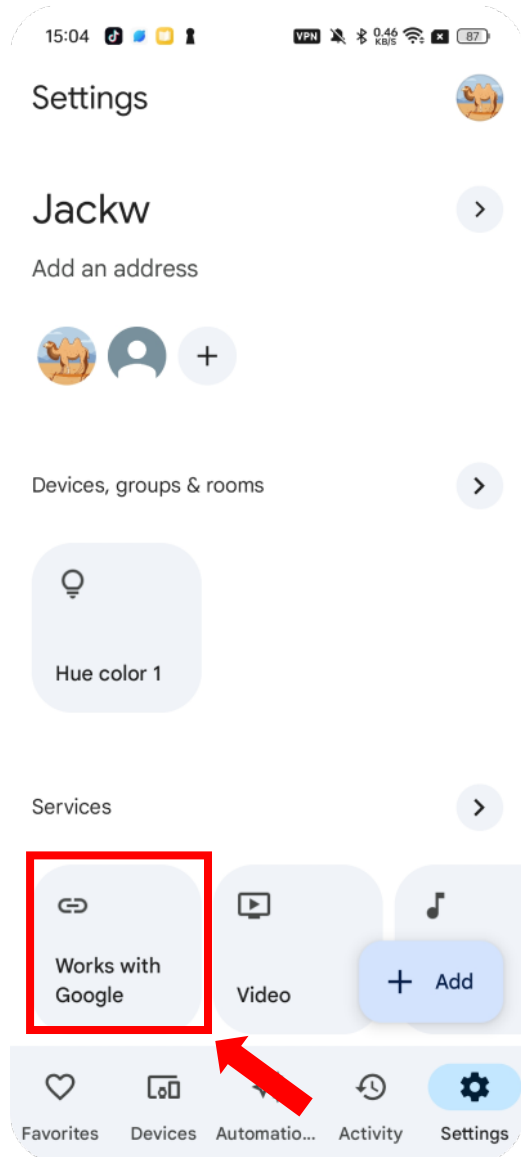 15:04 VPN 0.46 KB/S 87
Settings
Jackw
Add an address
Devices, groups & rooms
Hue color 1
Services
Works with
Google
Video
Add
Favorites Devices Automatio... Activity Settings